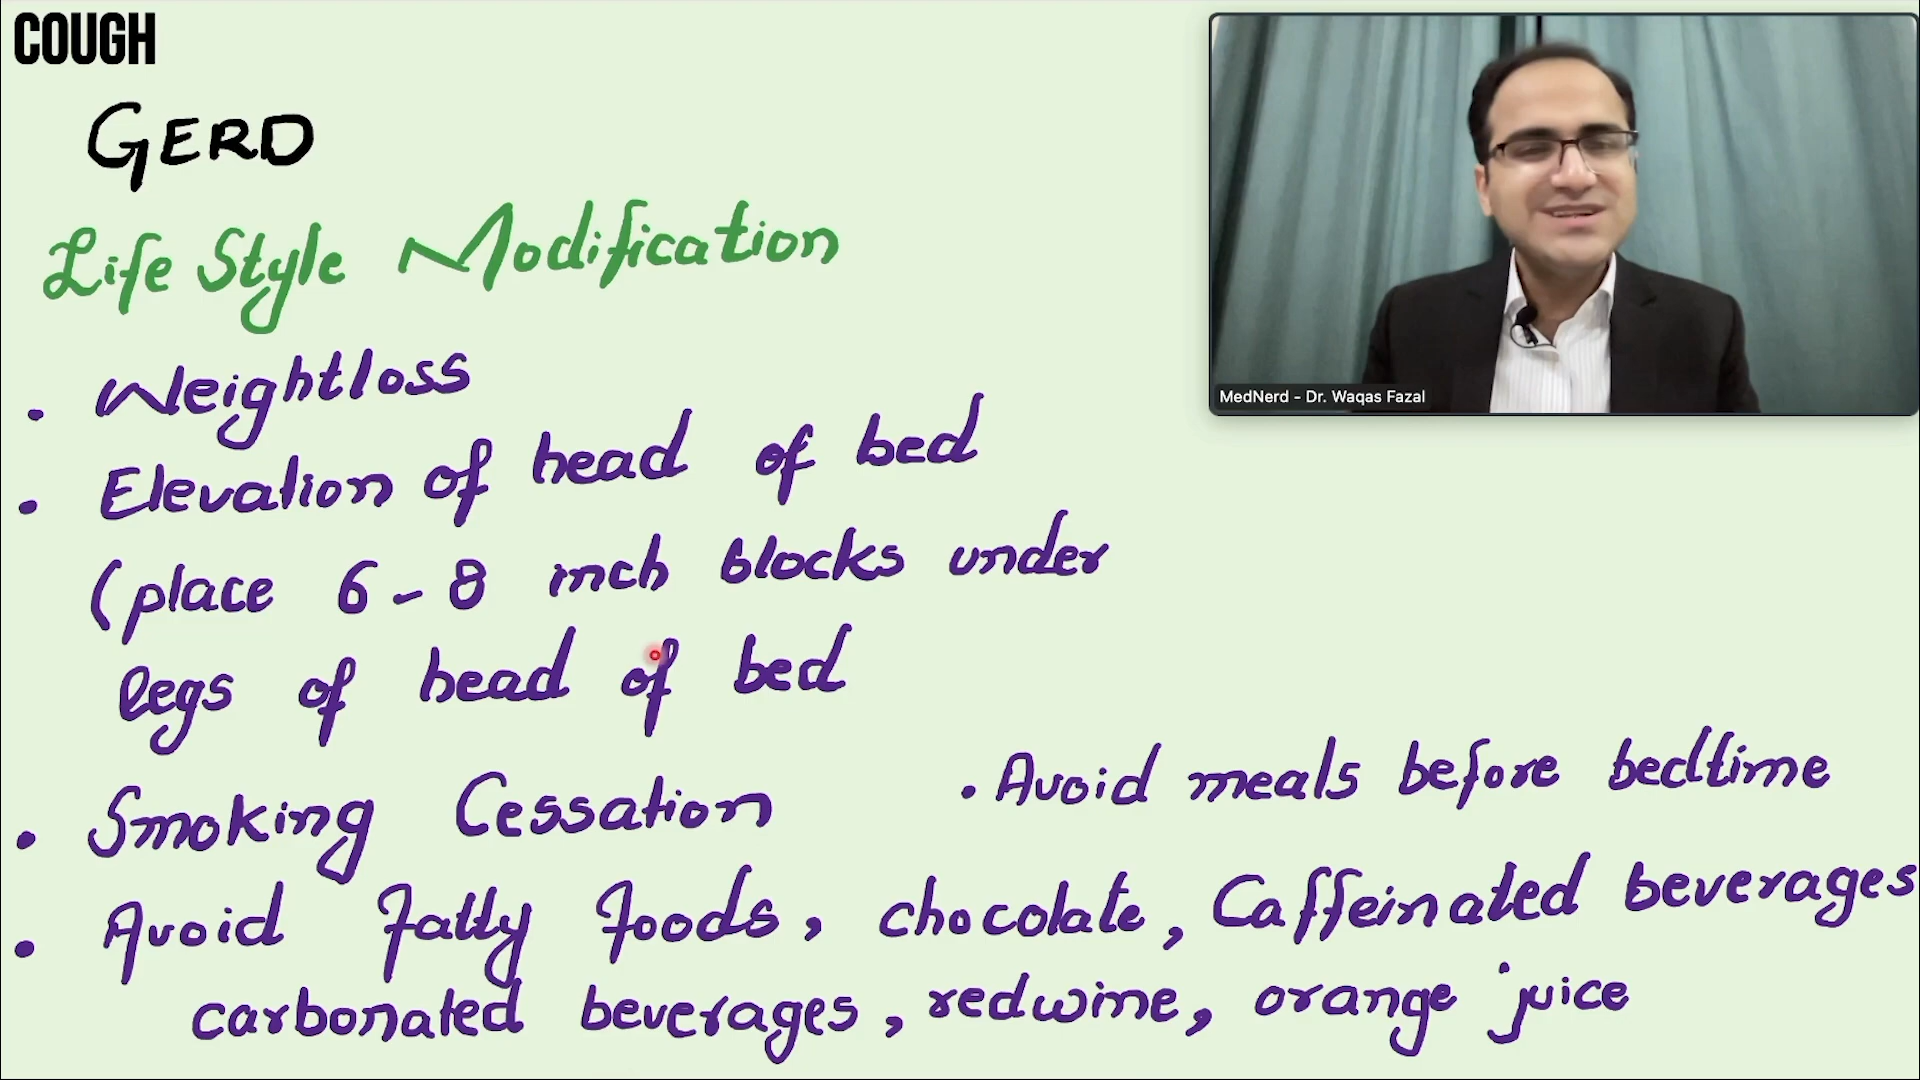 COUGH
GERD
Life Style Modification
• Weightloss
• Elevation of head of bed
(place 6-8 inch blocks under
legs of head of bed
• Smoking Cessation
• Avoid meals before bedtime
• Avoid fatty foods, chocolate, Caffeinated beverages
carbonated beverages, redwine, orange juice
MedNerd - Dr. Waqas Fazal